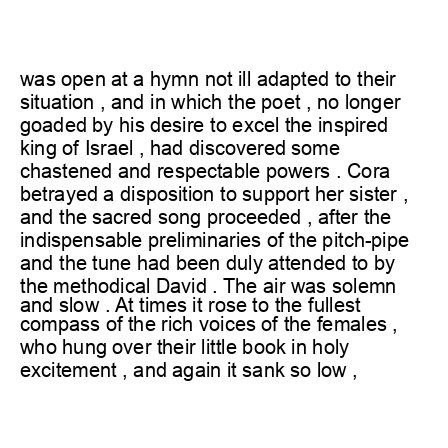 was open at a hymn not ill adapted to their
situation , and in which the poet , no longer
goaded by his desire to excel the inspired
king of Israel , had discovered some
chastened and respectable powers . Cora
betrayed a disposition to support her sister ,
and the sacred song proceeded , after the
indispensable preliminaries of the pitch-pipe
and the tune had been duly attended to by
the methodical David . The air was solemn
and slow . At times it rose to the fullest
compass of the rich voices of the females ,
who hung over their little book in holy
excitement , and again it sank so low ,